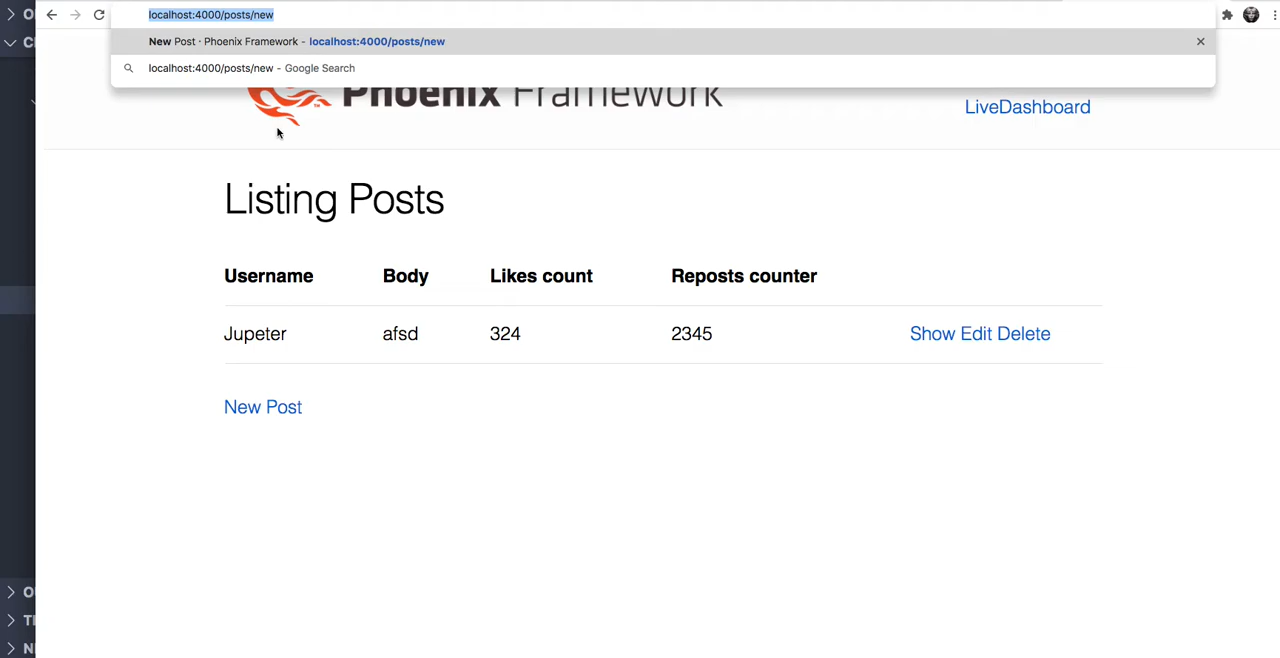 localhost:4000/posts/new
New Post · Phoenix Framework - localhost:4000/posts/new
localhost:4000/posts/new - Google Search
Phoenix Framework
LiveDashboard
Listing Posts
Username Body Likes count Reposts counter
Jupeter afsd 324 2345 Show Edit Delete
New Post